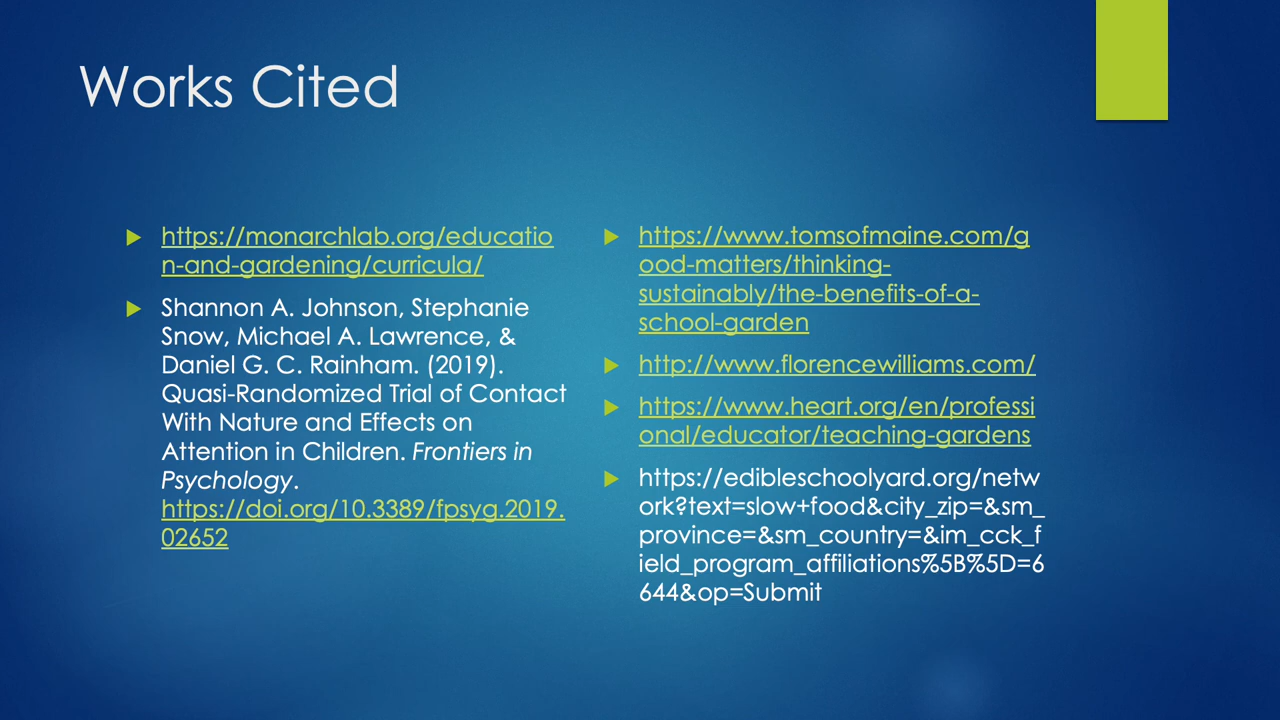 Works Cited
https://monarchlab.org/educatio
n-and-gardening/curricula/
Shannon A. Johnson, Stephanie
Snow, Michael A. Lawrence, &
Daniel G. C. Rainham. (2019).
Quasi-Randomized Trial of Contact
With Nature and Effects on
Attention in Children. Frontiers in
Psychology.
https://doi.org/10.3389/fpsyg.2019.
02652
https://www.tomsofmaine.com/g
ood-matters/thinking-
sustainably/the-benefits-of-a-
school-garden
http://www.florencewilliams.com/
https://www.heart.org/en/professi
onal/educator/teaching-gardens
https://edibleschoolyard.org/netw
ork?text=slow+food&city_zip=&sm_
province=&sm_country=&im_cck_f
ield_program_affiliations%5B%5D=6
644&op=Submit